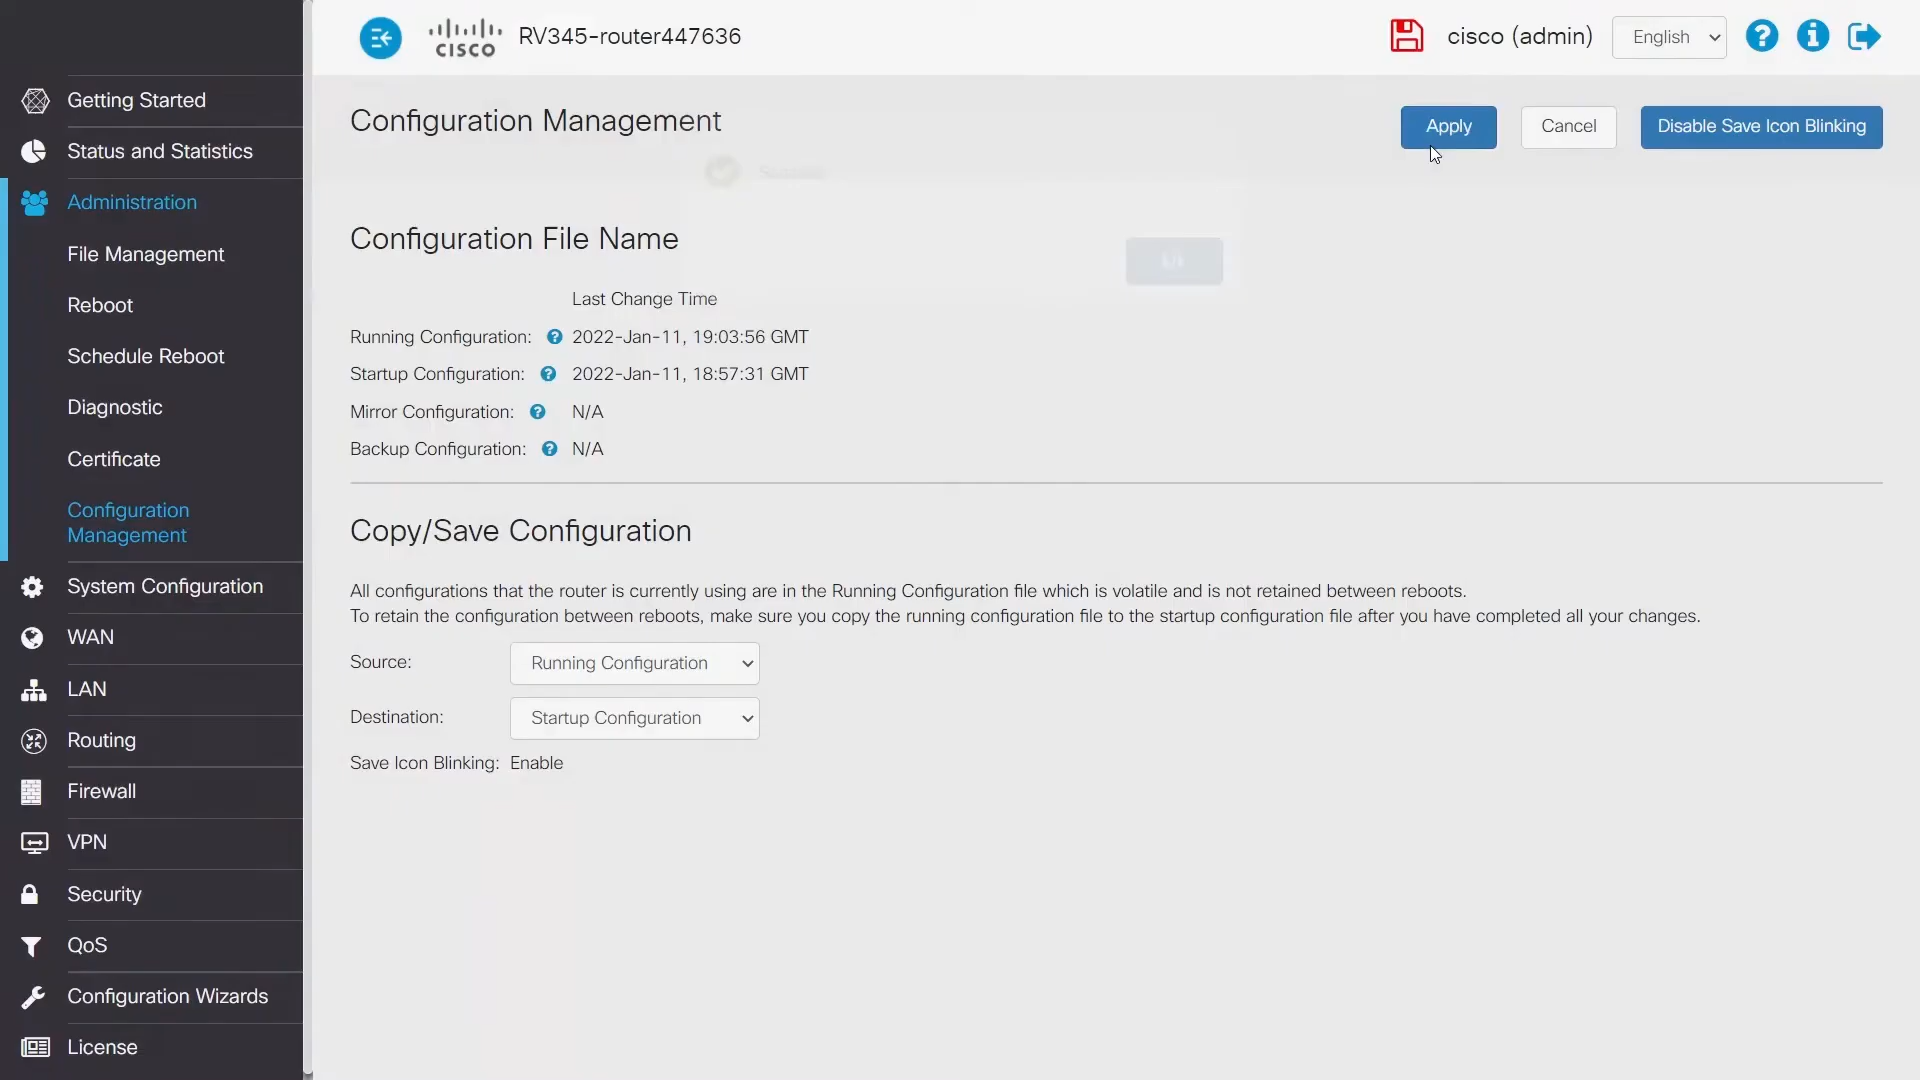 CISCO
RV345-router447636
cisco (admin)
English
Getting Started
Status and Statistics
Administration
File Management
Reboot
Schedule Reboot
Diagnostic
Certificate
Configuration
Management
System Configuration
WAN
LAN
Routing
Firewall
VPN
Security
QoS
Configuration Wizards
License
Configuration Management
Apply
Cancel
Disable Save Icon Blinking
Configuration File Name
Last Change Time
Running Configuration: ? 2022-Jan-11, 19:03:56 GMT
Startup Configuration: ? 2022-Jan-11, 18:57:31 GMT
Mirror Configuration: ? N/A
Backup Configuration: ? N/A
Copy/Save Configuration
All configurations that the router is currently using are in the Running Configuration file which is volatile and is not retained between reboots.
To retain the configuration between reboots, make sure you copy the running configuration file to the startup configuration file after you have completed all your changes.
Source: Running Configuration
Destination: Startup Configuration
Save Icon Blinking: Enable